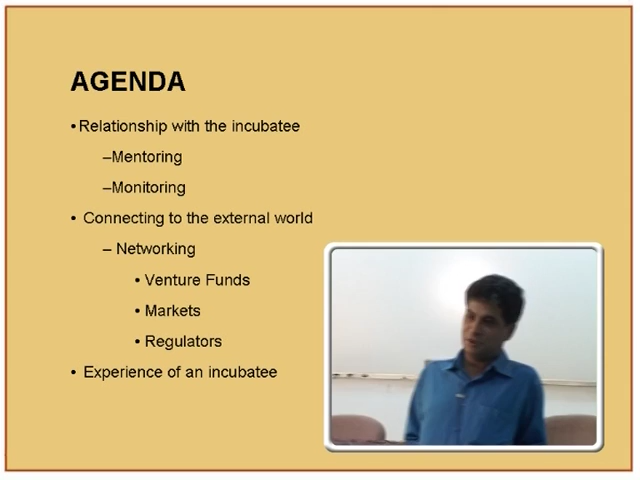 AGENDA
•Relationship with the incubatee
–Mentoring
–Monitoring
• Connecting to the external world
– Networking
• Venture Funds
• Markets
• Regulators
• Experience of an incubatee